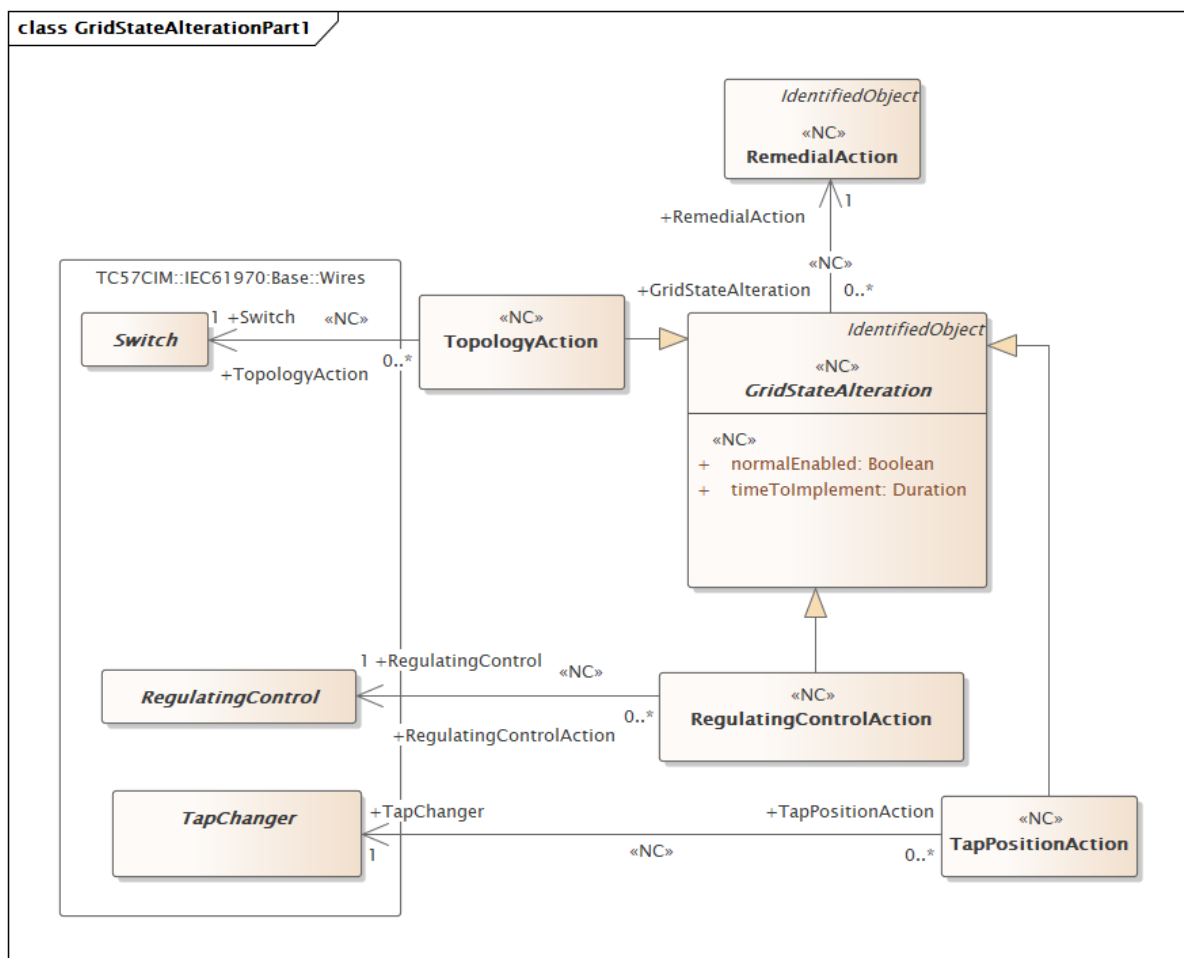 class GridStateAlterationPart1
IdentifiedObject
«NC»
RemedialAction
1
+RemedialAction
«NC»
+GridStateAlteration 0..*
TC57CIM::IEC61970:Base::Wires
Switch
1 +Switch «NC»
0..*
+TopologyAction
«NC»
TopologyAction
IdentifiedObject
«NC»
GridStateAlteration
«NC»
+ normalEnabled: Boolean
+ timeToImplement: Duration
RegulatingControl
1 +RegulatingControl «NC»
0..*
+RegulatingControlAction
«NC»
RegulatingControlAction
TapChanger
+TapChanger
1
«NC»
+TapPositionAction
0..*
«NC»
TapPositionAction